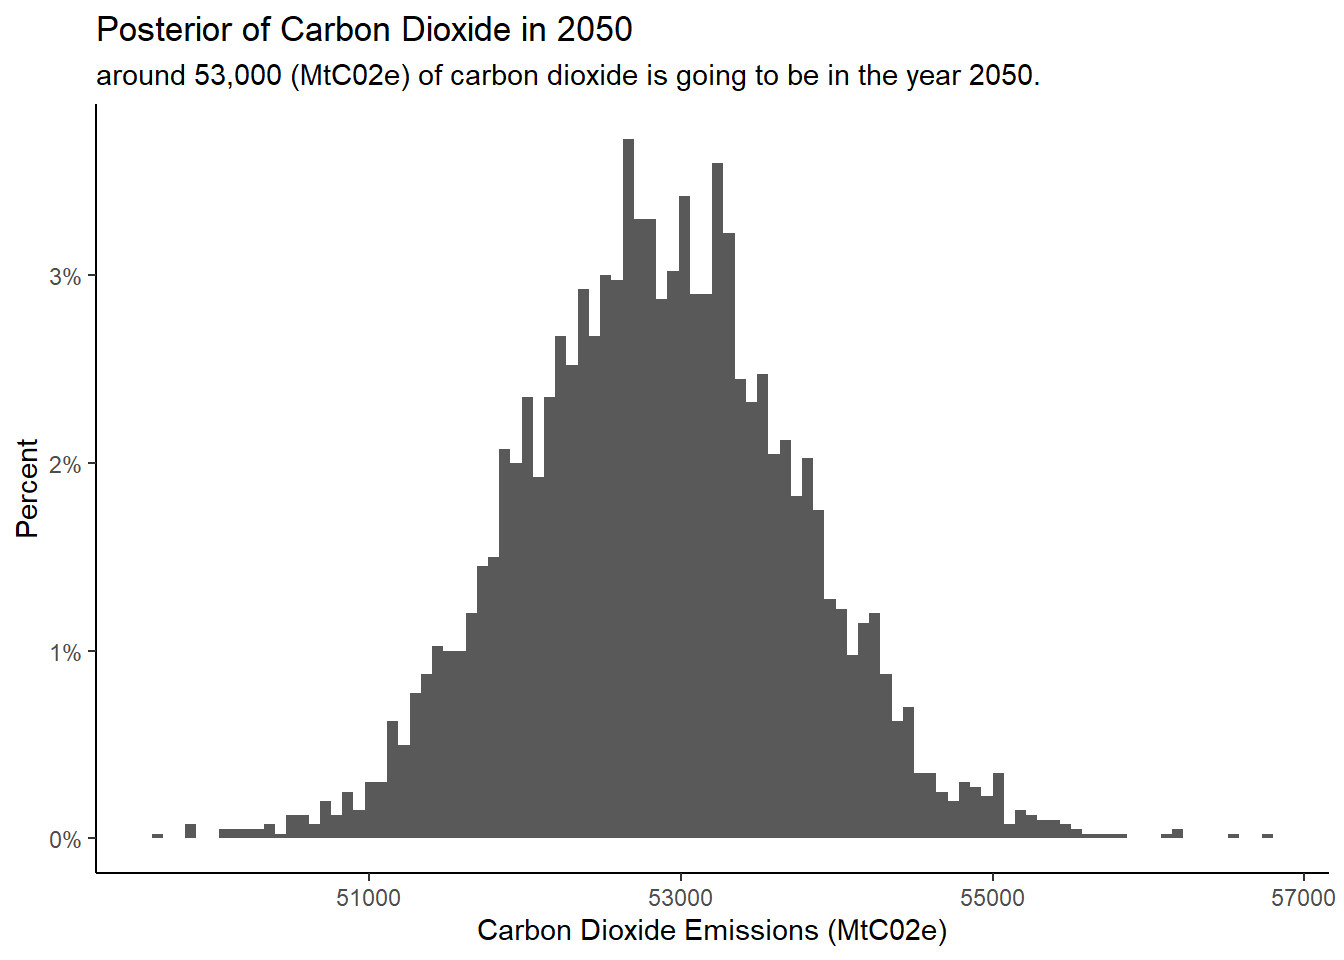 Posterior of Carbon Dioxide in 2050
around 53,000 (MtC02e) of carbon dioxide is going to be in the year 2050.
3%
2%
1%
0%
Percent
51000
53000
55000
57000
Carbon Dioxide Emissions (MtC02e)